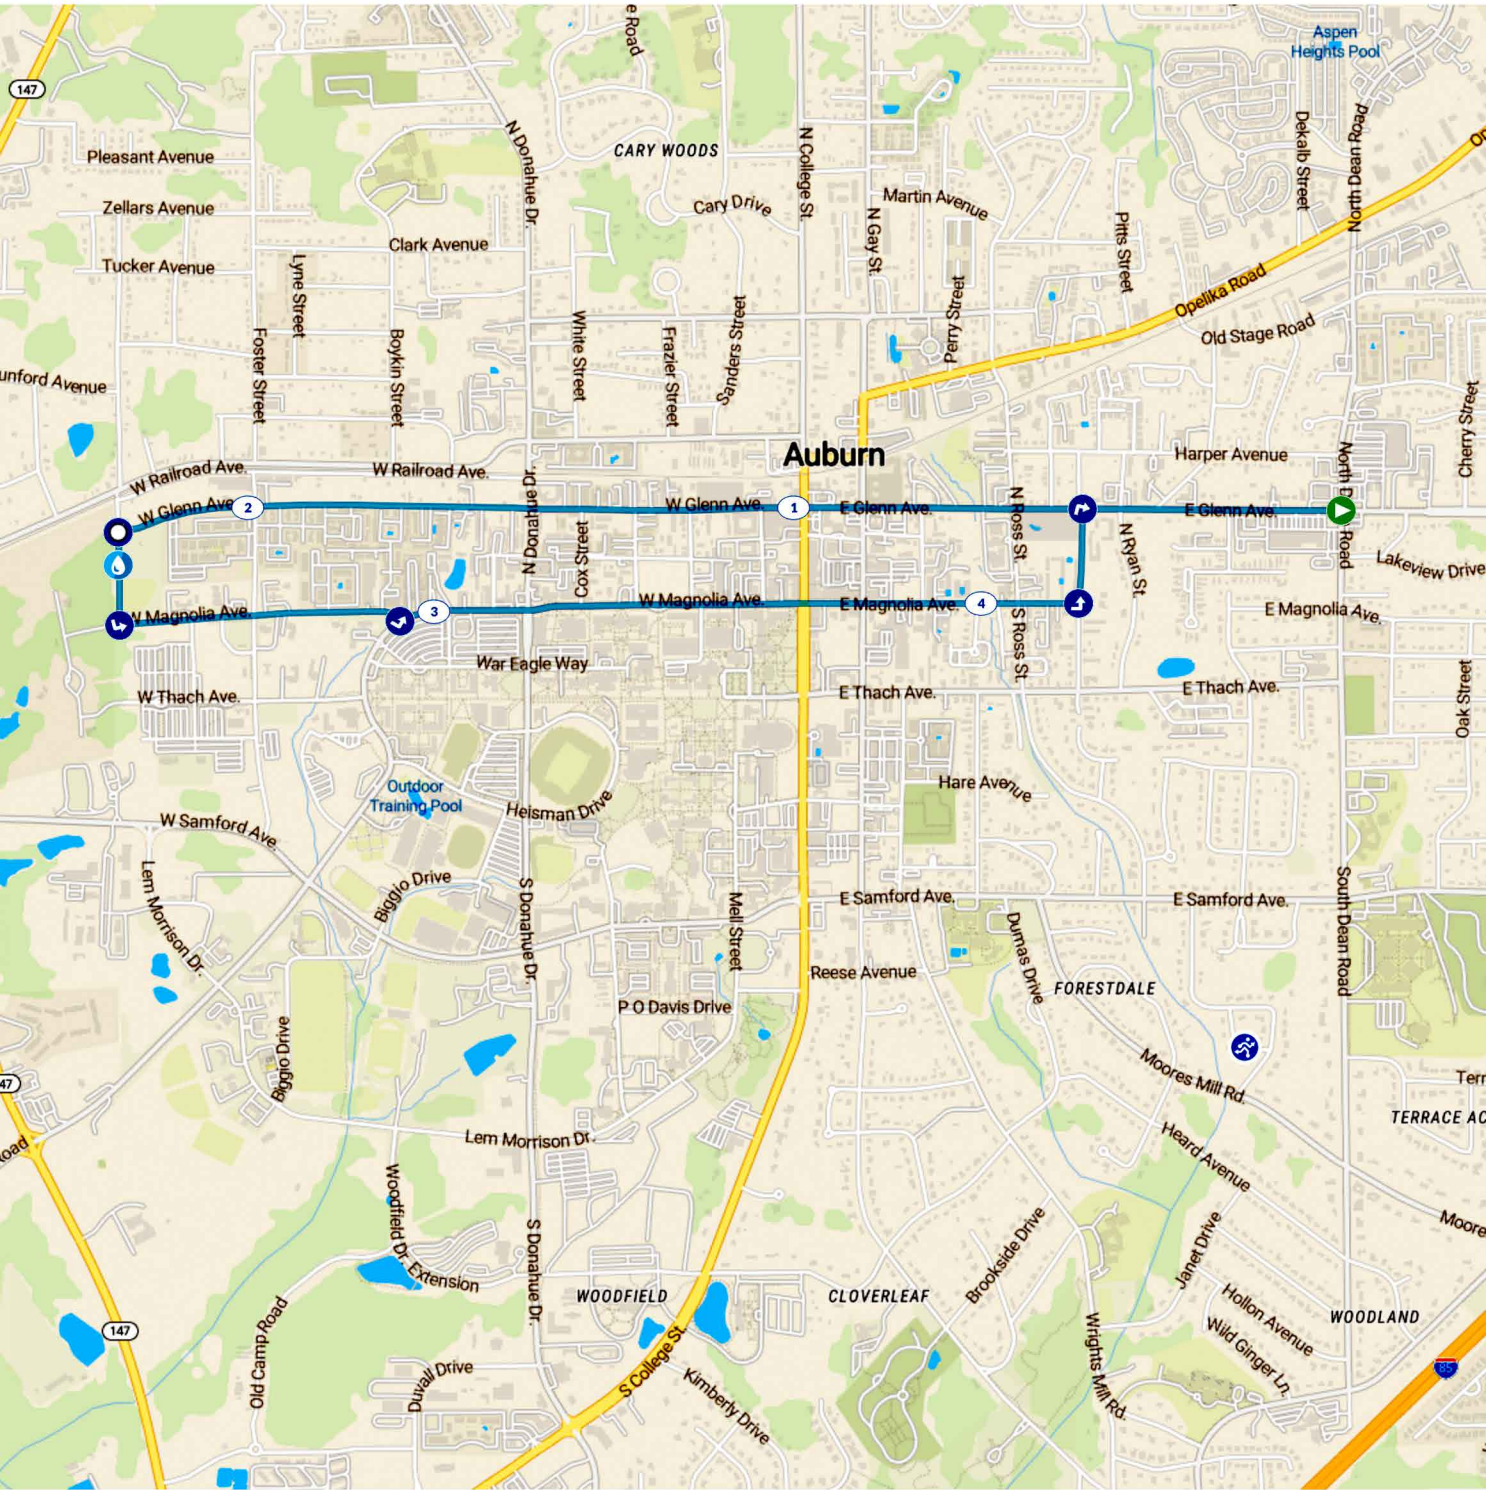 e Road
Aspen
Heights Pool
147
N Donahue Dr.
CARY WOODS
N College St.
Dekalb Street
North Dean Road
Pleasant Avenue
Zellars Avenue
Cary Drive
Martin Avenue
N Gay St.
Pitts Street
Clark Avenue
Tucker Avenue
Lyne Street
Opelika Road
Old Stage Road
Foster Street
Boykin Street
White Street
Frazier Street
Sanders Street
Perry Street
unford Avenue
Cherry Street
Auburn
Harper Avenue
W Railroad Ave.
W Railroad Ave.
W Glenn Ave
2
W Glenn Ave.
1
E Glenn Ave.
E Glenn Ave.
North D
Road
N Donahue Dr.
Cox Street
N Ross St.
N Ryan St.
Lakeview Drive
W Magnolia Ave.
3
W Magnolia Ave.
E Magnolia Ave.
4
E Magnolia Ave.
S Ross St.
War Eagle Way
W Thach Ave.
E Thach Ave.
E Thach Ave.
Oak Street
Outdoor
Training Pool
Heisman Drive
Hare Avenue
W Samford Ave.
Lem Morrison Dr.
Biggio Drive
S Donahue Dr.
Mell Street
E Samford Ave.
E Samford Ave.
South Dean Road
Dumas Drive
Reese Avenue
FORESTDALE
P O Davis Drive
Biggio Drive
Moores Mill Rd.
47
Terr
TERRACE AC
Lem Morrison Dr.
oad
Heard Avenue
Woodfield Dr. Extension
S Donahue Dr.
Brookside Drive
Janet Drive
Moore
WOODFIELD
CLOVERLEAF
Hollon Avenue
WOODLAND
147
Old Camp Road
Wild Ginger Ln.
Wrights Mill Rd.
S College St.
Duvall Drive
Kimberly Drive
85